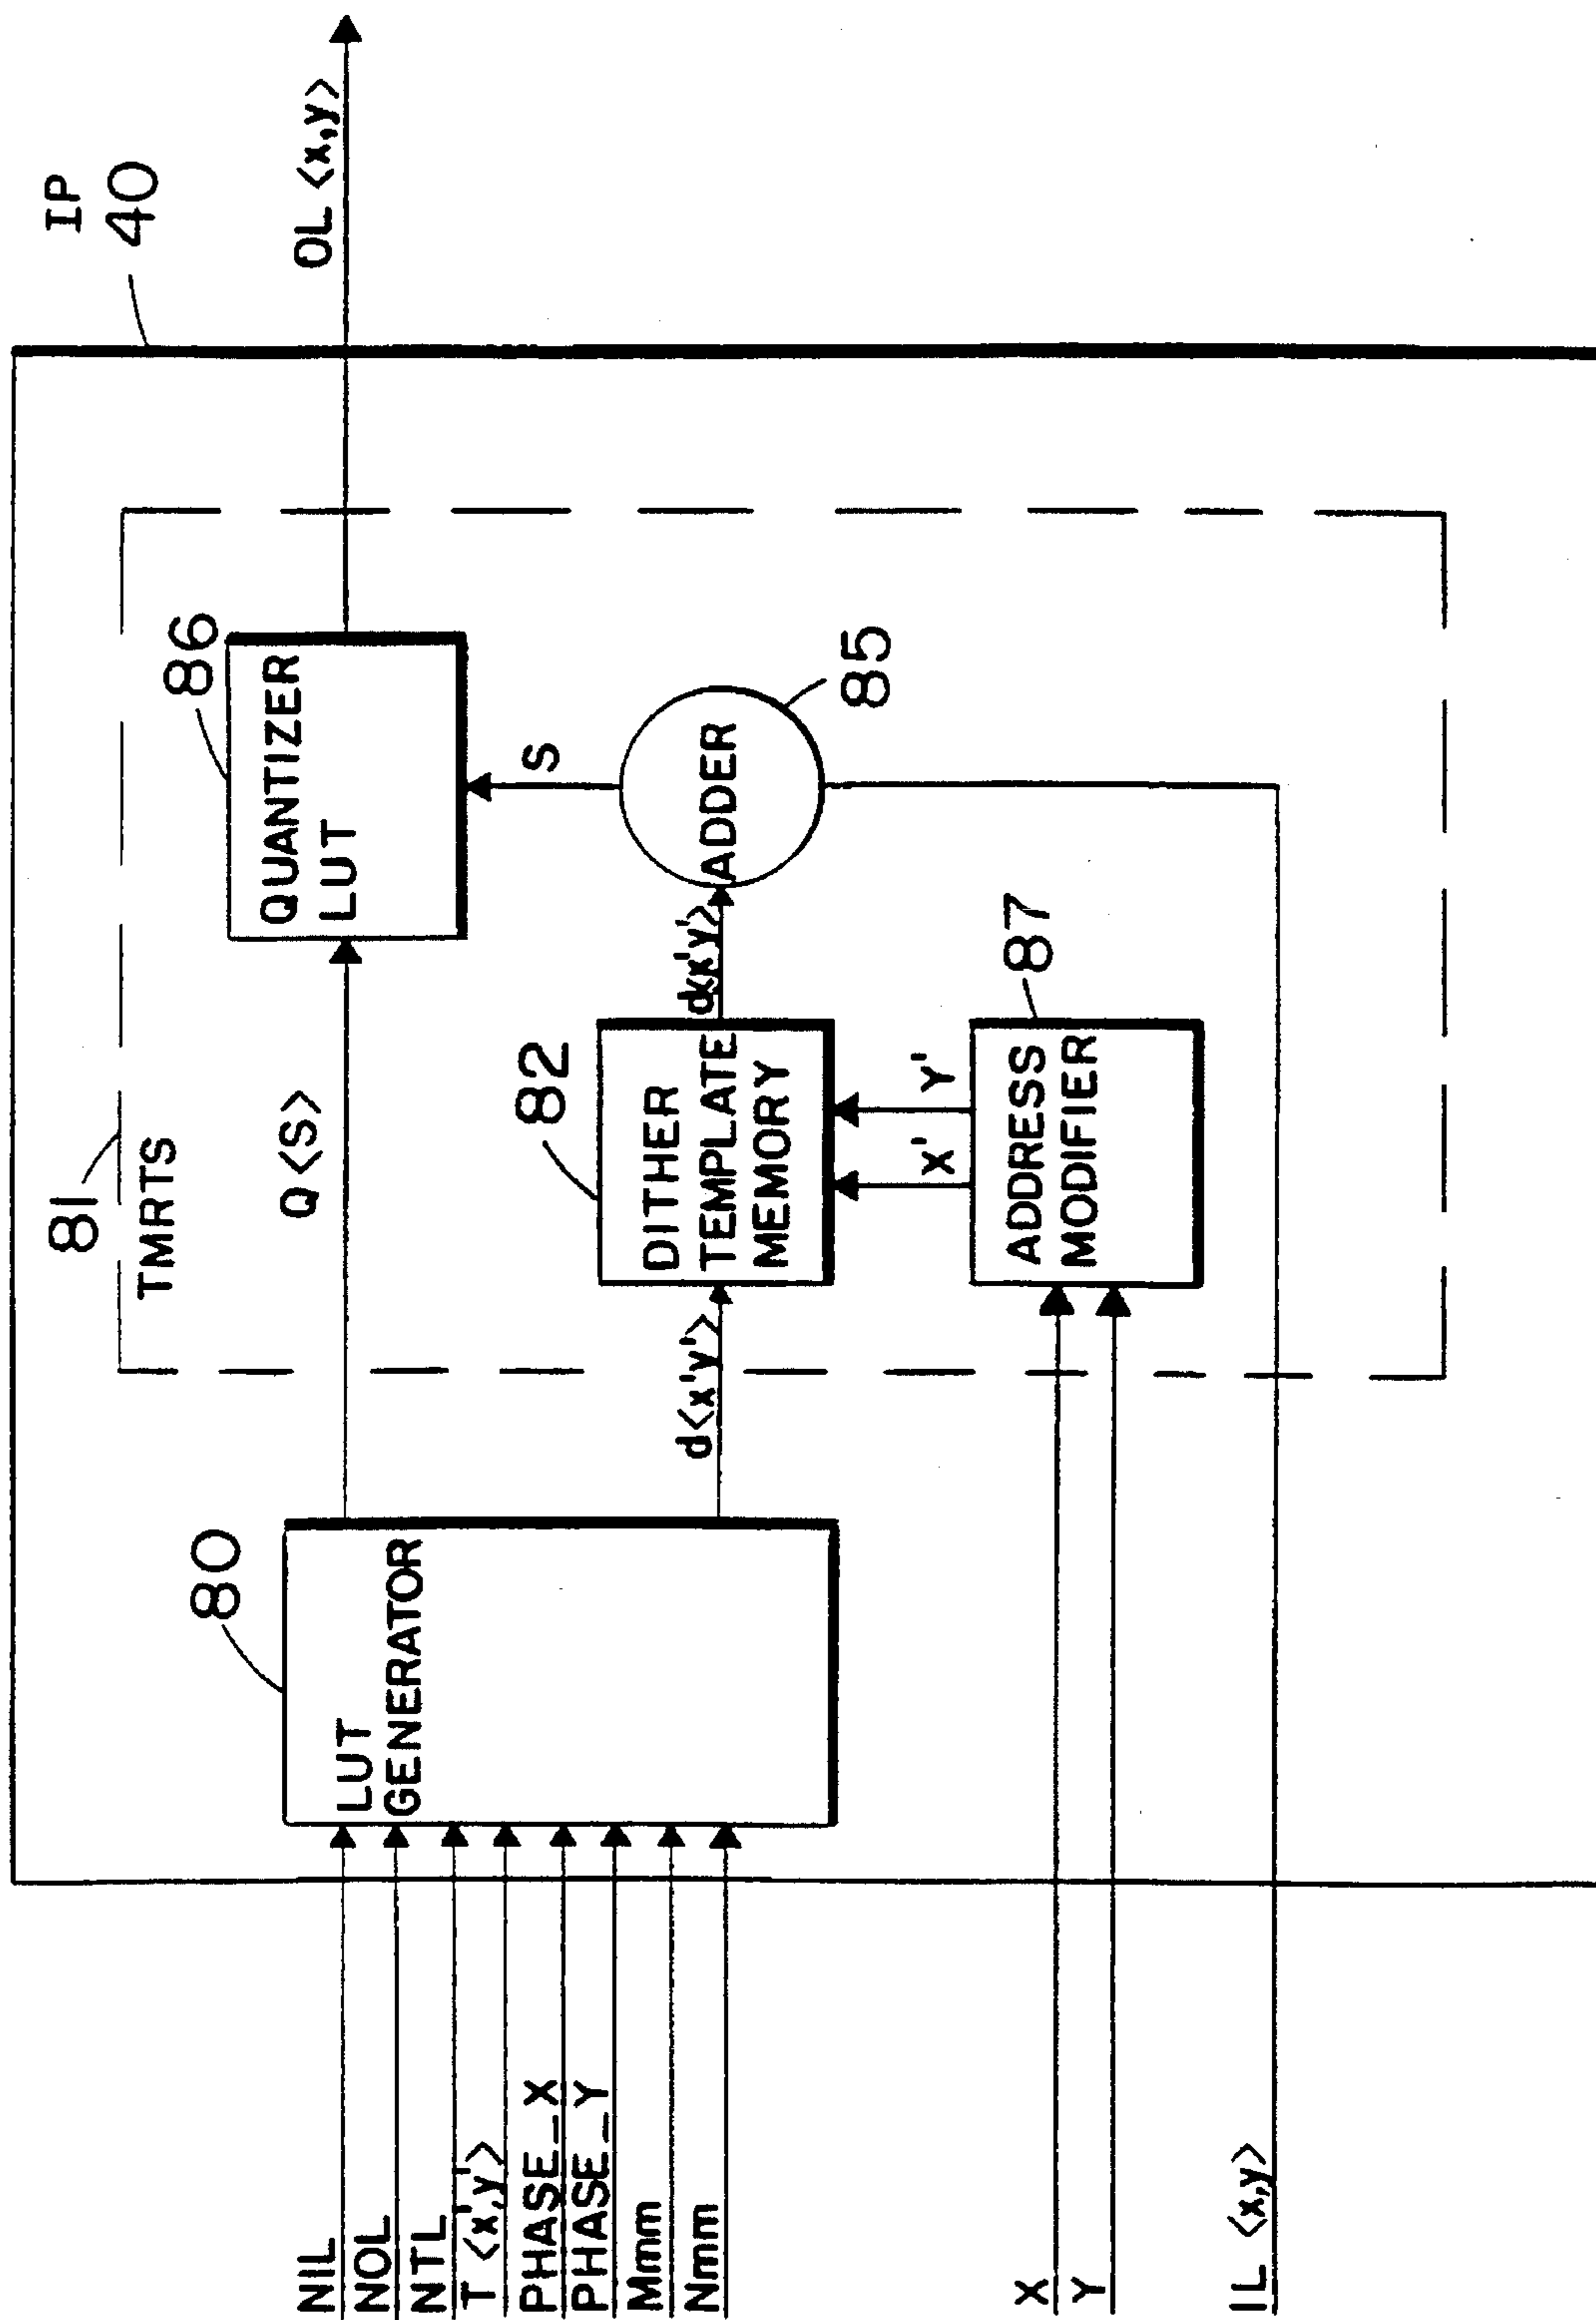 IP
40
81
TMRTS
86
QUANTIZER
LUT
OL <x,y>
Q <S>
S
80
LUT
GENERATOR
NIL
NOL
NTL
T <x',y'>
PHASE_X
PHASE_Y
Mmm
Nmm
82
DITHER
TEMPLATE
MEMORY
d<x'y'>
d<x'y'>
ADDER
85
X'
Y'
87
ADDRESS
MODIFIER
X
Y
IL <x,y>